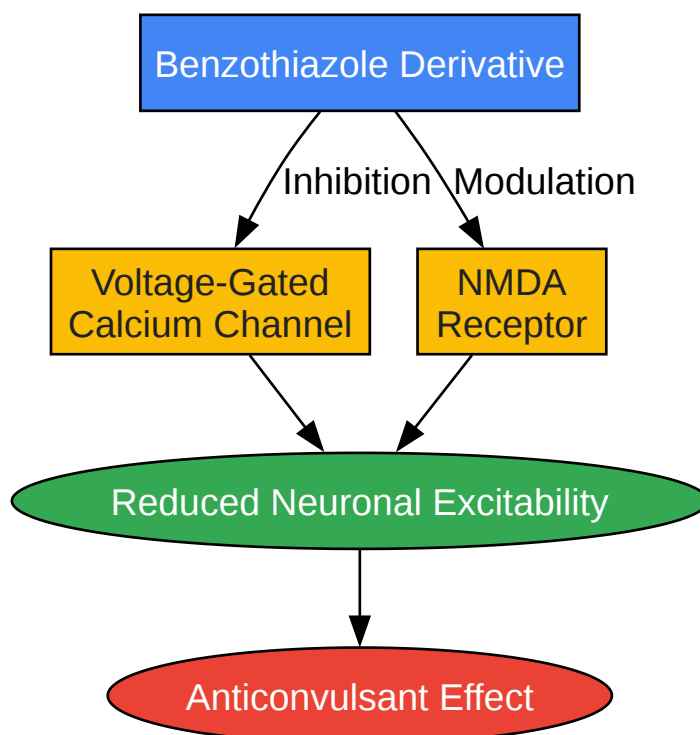 Benzothiazole Derivative
Inhibition
Modulation
Voltage-Gated
Calcium Channel
NMDA
Receptor
Reduced Neuronal Excitability
Anticonvulsant Effect